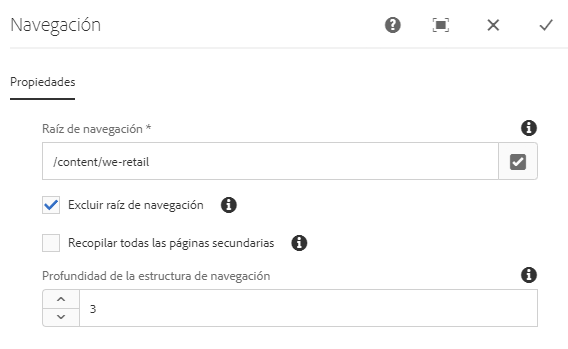 Navegación
Propiedades
Raíz de navegación *
/content/we-retail
Excluir raíz de navegación
Recopilar todas las páginas secundarias
Profundidad de la estructura de navegación
3